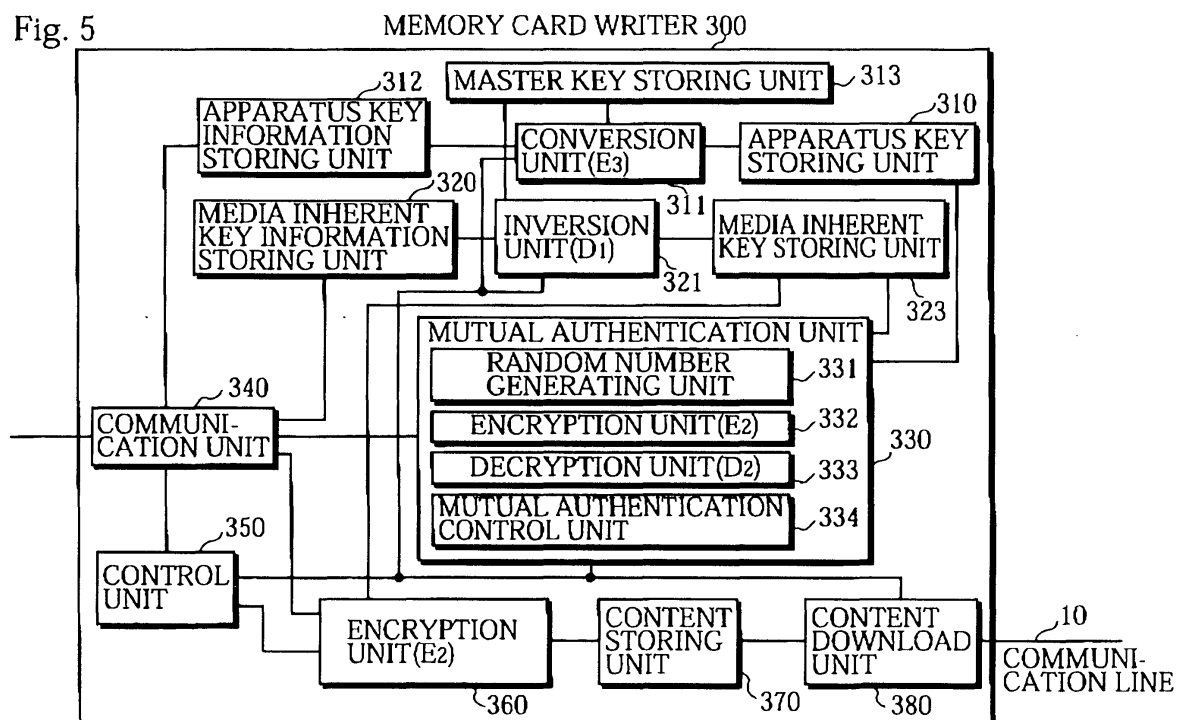 Fig. 5
MEMORY CARD WRITER 300
MASTER KEY STORING UNIT
313
312
APPARATUS KEY
INFORMATION
STORING UNIT
CONVERSION
UNIT(E3)
311
310
APPARATUS KEY
STORING UNIT
320
MEDIA INHERENT
KEY INFORMATION
STORING UNIT
INVERSION
UNIT(D1)
321
MEDIA INHERENT
KEY STORING UNIT
323
MUTUAL AUTHENTICATION UNIT
RANDOM NUMBER
GENERATING UNIT
331
ENCRYPTION UNIT(E2)
332
DECRYPTION UNIT(D2)
333
MUTUAL AUTHENTICATION
CONTROL UNIT
334
330
340
COMMUNI-
CATION UNIT
350
CONTROL
UNIT
ENCRYPTION
UNIT(E2)
360
CONTENT
STORING
UNIT
370
CONTENT
DOWNLOAD
UNIT
380
10
COMMUNI-
CATION LINE